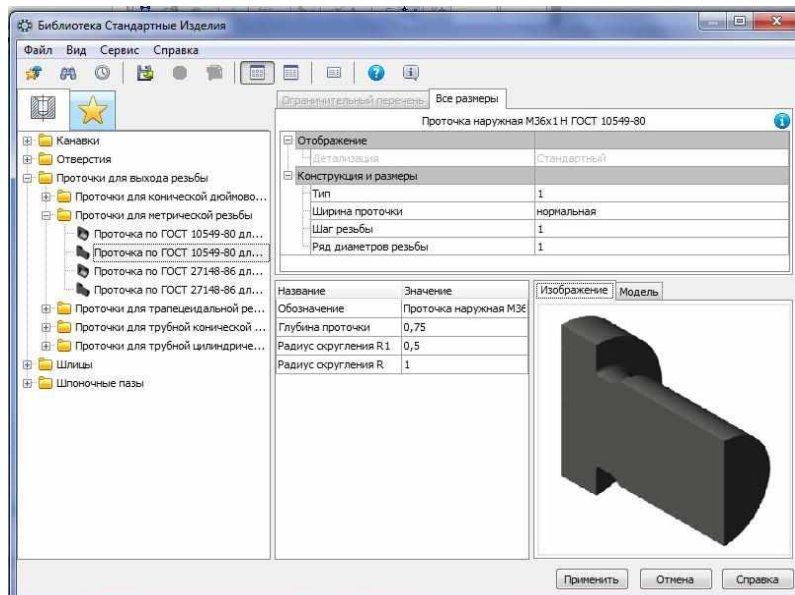 Библиотека Стандартные Изделия
Файл Вид Сервис Справка
Ограничительный перечень Все размеры
Проточка наружная М36х1 Н ГОСТ 10549-80
Канавки
Отверстия
Проточки для выхода резьбы
Проточки для конической дюймово...
Проточки для метрической резьбы
Проточка по ГОСТ 10549-80 дл...
Проточка по ГОСТ 10549-80 дл...
Проточка по ГОСТ 27148-86 дл...
Проточка по ГОСТ 27148-86 дл...
Проточки для трапецеидальной ре...
Проточки для трубной конической ...
Проточки для трубной цилиндриче...
Шлицы
Шпоночные пазы
Отображение
Детализация Стандартный
Конструкция и размеры
Тип 1
Ширина проточки нормальная
Шаг резьбы 1
Ряд диаметров резьбы 1
Название Значение
Обозначение Проточка наружная М36
Глубина проточки 0,75
Радиус скругления R1 0,5
Радиус скругления R 1
Изображение Модель
Применить Отмена Справка